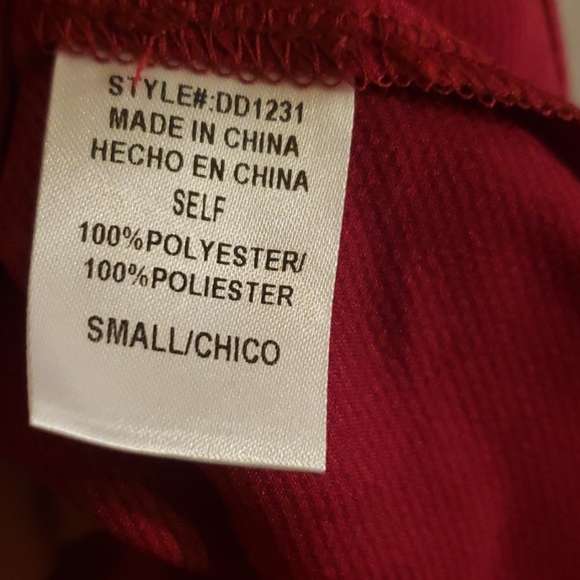 STYLE#:DD1231
MADE IN CHINA
HECHO EN CHINA
SELF
100%POLYESTER/
100%POLIESTER
SMALL/CHICO